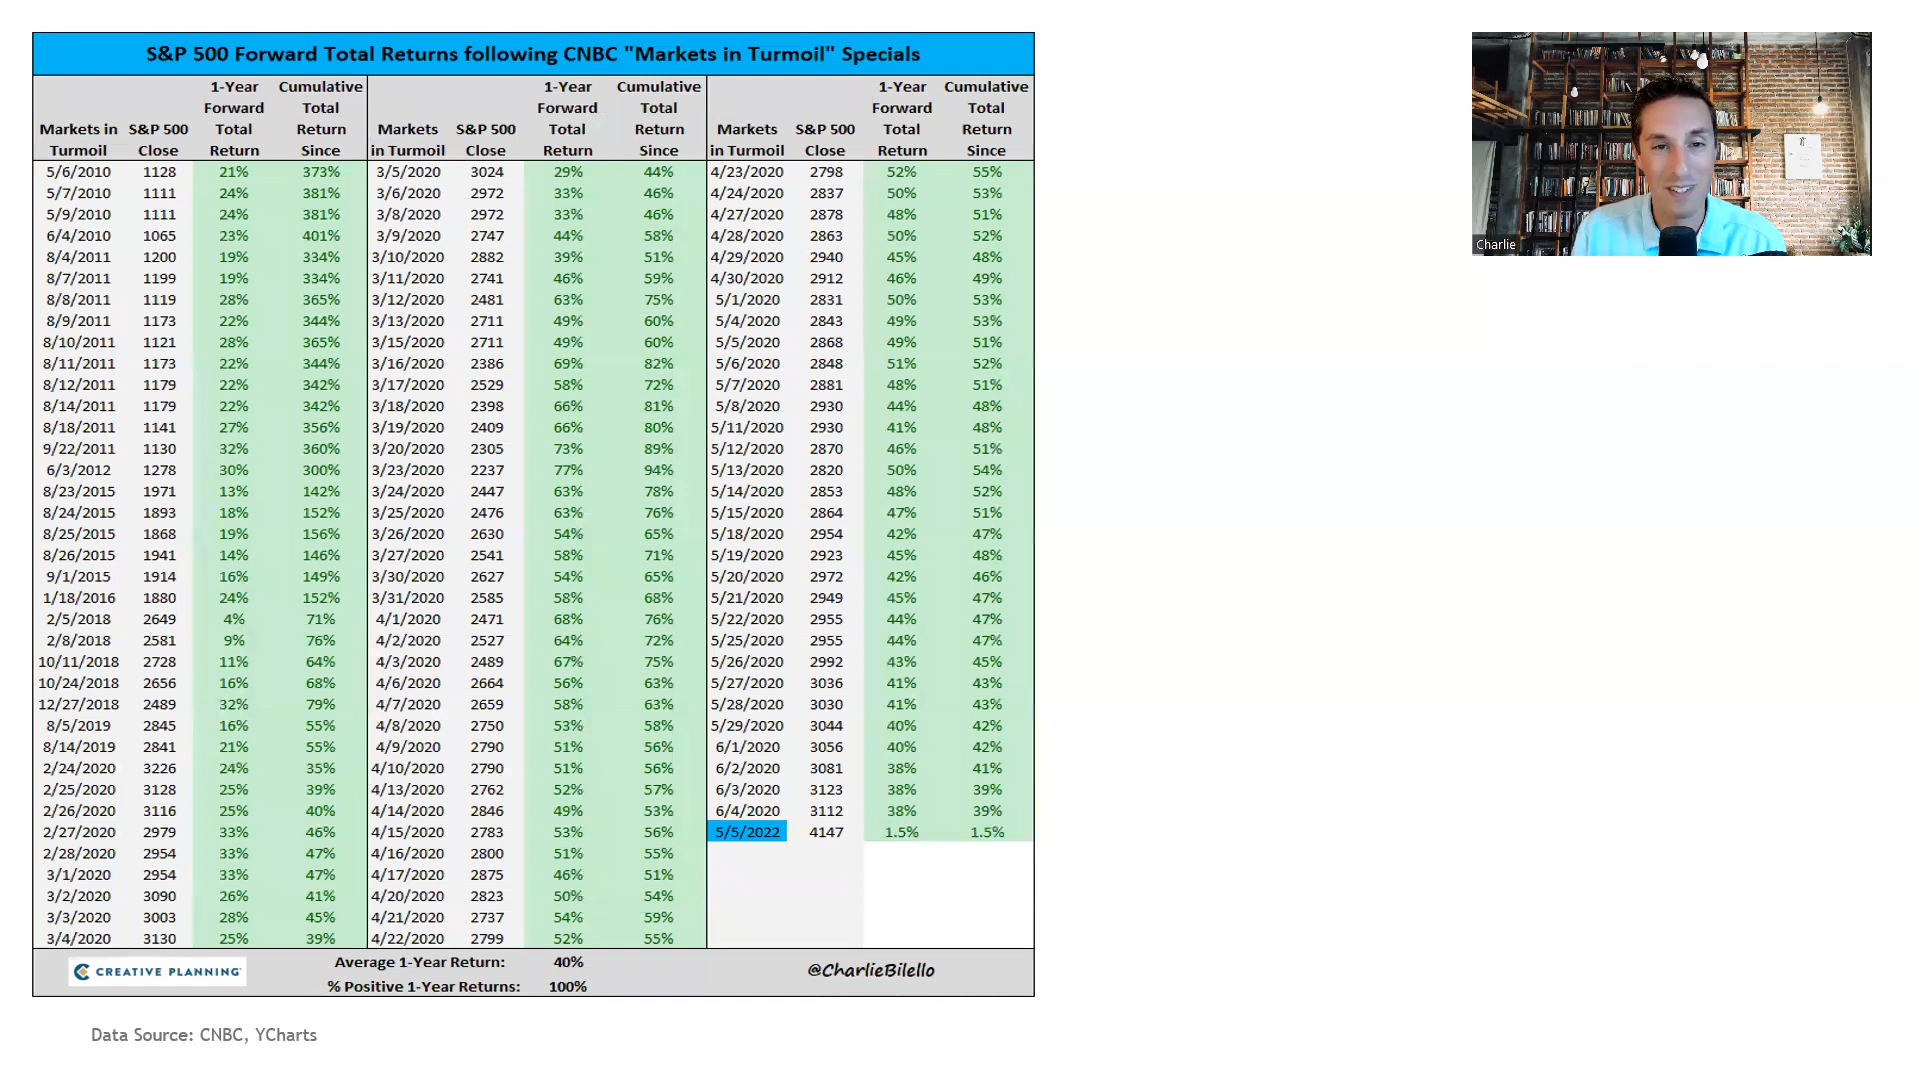 S&P 500 Forward Total Returns following CNBC "Markets in Turmoil" Specials
1-Year Cumulative 1-Year Cumulative 1-Year Cumulative
Forward Total Forward Total Forward Total
Markets in S&P 500 Total Return Markets S&P 500 Total Return Markets S&P 500 Total Return
Turmoil Close Return Since in Turmoil Close Return Since in Turmoil Close Return Since
5/6/2010 1128 21% 373% 3/5/2020 3024 29% 44% 4/23/2020 2798 52% 55%
5/7/2010 1111 24% 381% 3/6/2020 2972 33% 46% 4/24/2020 2837 50% 53%
5/9/2010 1111 24% 381% 3/8/2020 2972 33% 46% 4/27/2020 2878 48% 51%
6/4/2010 1065 23% 401% 3/9/2020 2747 44% 58% 4/28/2020 2863 50% 52%
8/4/2011 1200 19% 334% 3/10/2020 2882 39% 51% 4/29/2020 2940 45% 48%
8/7/2011 1199 19% 334% 3/11/2020 2741 46% 59% 4/30/2020 2912 46% 49%
8/8/2011 1119 28% 365% 3/12/2020 2481 63% 75% 5/1/2020 2831 50% 53%
8/9/2011 1173 22% 344% 3/13/2020 2711 49% 60% 5/4/2020 2843 49% 53%
8/10/2011 1121 28% 365% 3/15/2020 2711 49% 60% 5/5/2020 2868 49% 51%
8/11/2011 1173 22% 344% 3/16/2020 2386 69% 82% 5/6/2020 2848 51% 52%
8/12/2011 1179 22% 342% 3/17/2020 2529 58% 72% 5/7/2020 2881 48% 51%
8/14/2011 1179 22% 342% 3/18/2020 2398 66% 81% 5/8/2020 2930 44% 48%
8/18/2011 1141 27% 356% 3/19/2020 2409 66% 80% 5/11/2020 2930 41% 48%
9/22/2011 1130 32% 360% 3/20/2020 2305 73% 89% 5/12/2020 2870 46% 51%
6/3/2012 1278 30% 300% 3/23/2020 2237 77% 94% 5/13/2020 2820 50% 54%
8/23/2015 1971 13% 142% 3/24/2020 2447 63% 78% 5/14/2020 2853 48% 52%
8/24/2015 1893 18% 152% 3/25/2020 2476 63% 76% 5/15/2020 2864 47% 51%
8/25/2015 1868 19% 156% 3/26/2020 2630 54% 65% 5/18/2020 2954 42% 47%
8/26/2015 1941 14% 146% 3/27/2020 2541 58% 71% 5/19/2020 2923 45% 48%
9/1/2015 1914 16% 149% 3/30/2020 2627 54% 65% 5/20/2020 2972 42% 46%
1/18/2016 1880 24% 152% 3/31/2020 2585 58% 68% 5/21/2020 2949 45% 47%
2/5/2018 2649 4% 71% 4/1/2020 2471 68% 76% 5/22/2020 2955 44% 47%
2/8/2018 2581 9% 76% 4/2/2020 2527 64% 72% 5/25/2020 2955 44% 47%
10/11/2018 2728 11% 64% 4/3/2020 2489 67% 75% 5/26/2020 2992 43% 45%
10/24/2018 2656 16% 68% 4/6/2020 2664 56% 63% 5/27/2020 3036 41% 43%
12/27/2018 2489 32% 79% 4/7/2020 2659 58% 63% 5/28/2020 3030 41% 43%
8/5/2019 2845 16% 55% 4/8/2020 2750 53% 58% 5/29/2020 3044 40% 42%
8/14/2019 2841 21% 55% 4/9/2020 2790 51% 56% 6/1/2020 3056 40% 42%
2/24/2020 3226 24% 35% 4/10/2020 2790 51% 56% 6/2/2020 3081 38% 41%
2/25/2020 3128 25% 39% 4/13/2020 2762 52% 57% 6/3/2020 3123 38% 39%
2/26/2020 3116 25% 40% 4/14/2020 2846 49% 53% 6/4/2020 3112 38% 39%
2/27/2020 2979 33% 46% 4/15/2020 2783 53% 56% 5/5/2022 4147 1.5% 1.5%
2/28/2020 2954 33% 47% 4/16/2020 2800 51% 55%
3/1/2020 2954 33% 47% 4/17/2020 2875 46% 51%
3/2/2020 3090 26% 41% 4/20/2020 2823 50% 54%
3/3/2020 3003 28% 45% 4/21/2020 2737 54% 59%
3/4/2020 3130 25% 39% 4/22/2020 2799 52% 55%
CREATIVE PLANNING
Average 1-Year Return: 40%
% Positive 1-Year Returns: 100%
@CharlieBilello
Data Source: CNBC, YCharts
Charlie